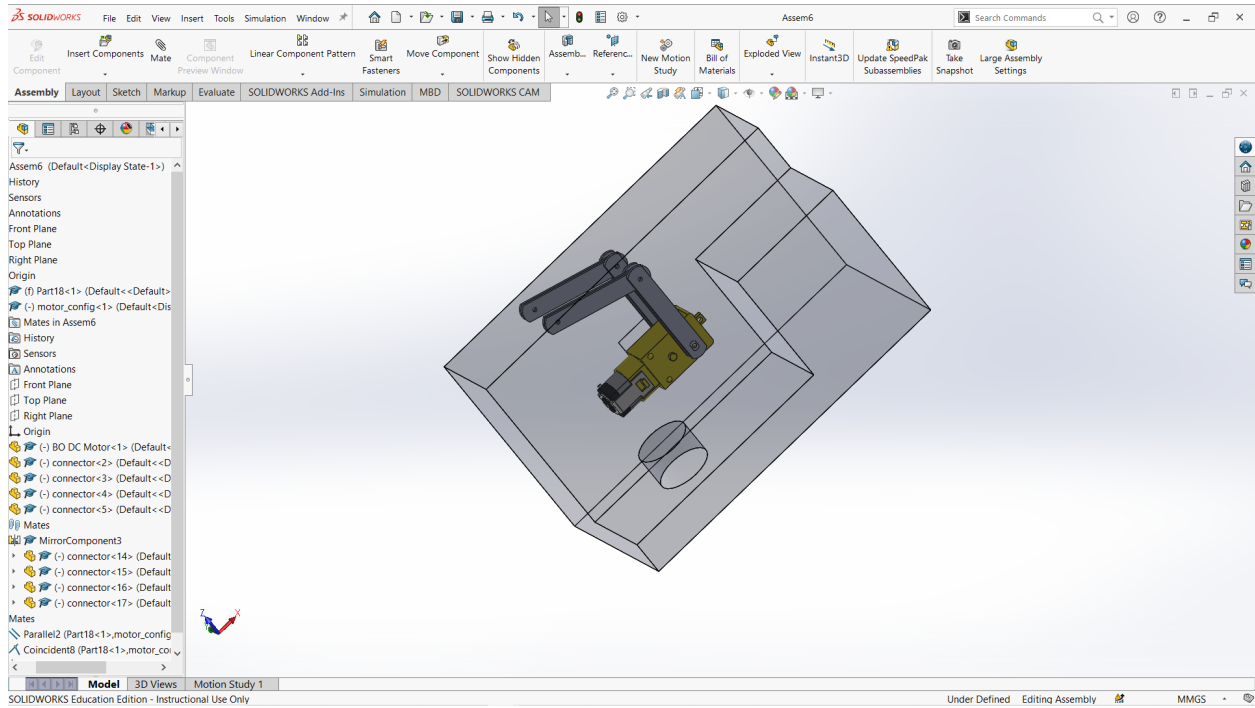 SOLIDWORKS File Edit View Insert Tools Simulation Window Assem6 Search Commands
Edit Component
Insert Components
Mate
Component Preview Window
Linear Component Pattern
Smart Fasteners
Move Component
Show Hidden Components
Assemb...
Referenc...
New Motion Study
Bill of Materials
Exploded View
Instant3D
Update SpeedPak Subassemblies
Take Snapshot
Large Assembly Settings
Assembly Layout Sketch Markup Evaluate SOLIDWORKS Add-Ins Simulation MBD SOLIDWORKS CAM
Assem6 (Default<Display State-1>)
History
Sensors
Annotations
Front Plane
Top Plane
Right Plane
Origin
(f) Part18<1> (Default<<Default>
(-) motor_config<1> (Default<Dis
Mates in Assem6
History
Sensors
Annotations
Front Plane
Top Plane
Right Plane
Origin
(-) BO DC Motor<1> (Default<
(-) connector<2> (Default<<D
(-) connector<3> (Default<<D
(-) connector<4> (Default<<D
(-) connector<5> (Default<<D
Mates
MirrorComponent3
(-) connector<14> (Default
(-) connector<15> (Default
(-) connector<16> (Default
(-) connector<17> (Default
Mates
Parallel2 (Part18<1>,motor_config
Coincident8 (Part18<1>,motor_co
Z X
Model 3D Views Motion Study 1
SOLIDWORKS Education Edition - Instructional Use Only Under Defined Editing Assembly MMGS